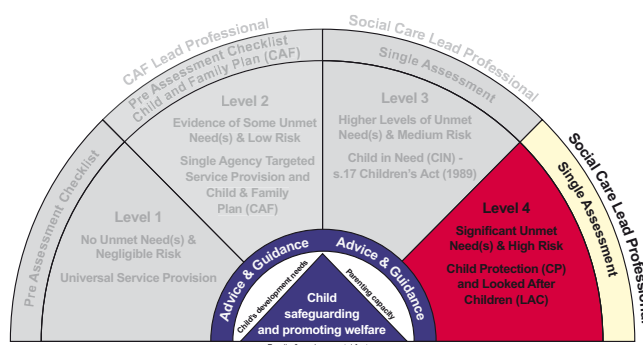 CAF Lead Professional
Pre Assessment Checklist
Child and Family Plan (CAF)
Social Care Lead Professional
Single Assessment
Pre Assessment Checklist
Level 1
No Unmet Need(s) &
Negligible Risk
Universal Service Provision
Level 2
Evidence of Some Unmet
Need(s) & Low Risk
Single Agency Targeted
Service Provision and
Child & Family
Plan (CAF)
Level 3
Higher Levels of Unmet
Need(s) & Medium Risk
Child in Need (CIN) -
s.17 Children's Act (1989)
Level 4
Significant Unmet
Need(s) & High Risk
Child Protection (CP)
and Looked After
Children (LAC)
Social Care Lead Professional
Single Assessment
Advice & Guidance
Advice & Guidance
Child's development needs
Parenting capacity
Child
safeguarding
and promoting welfare